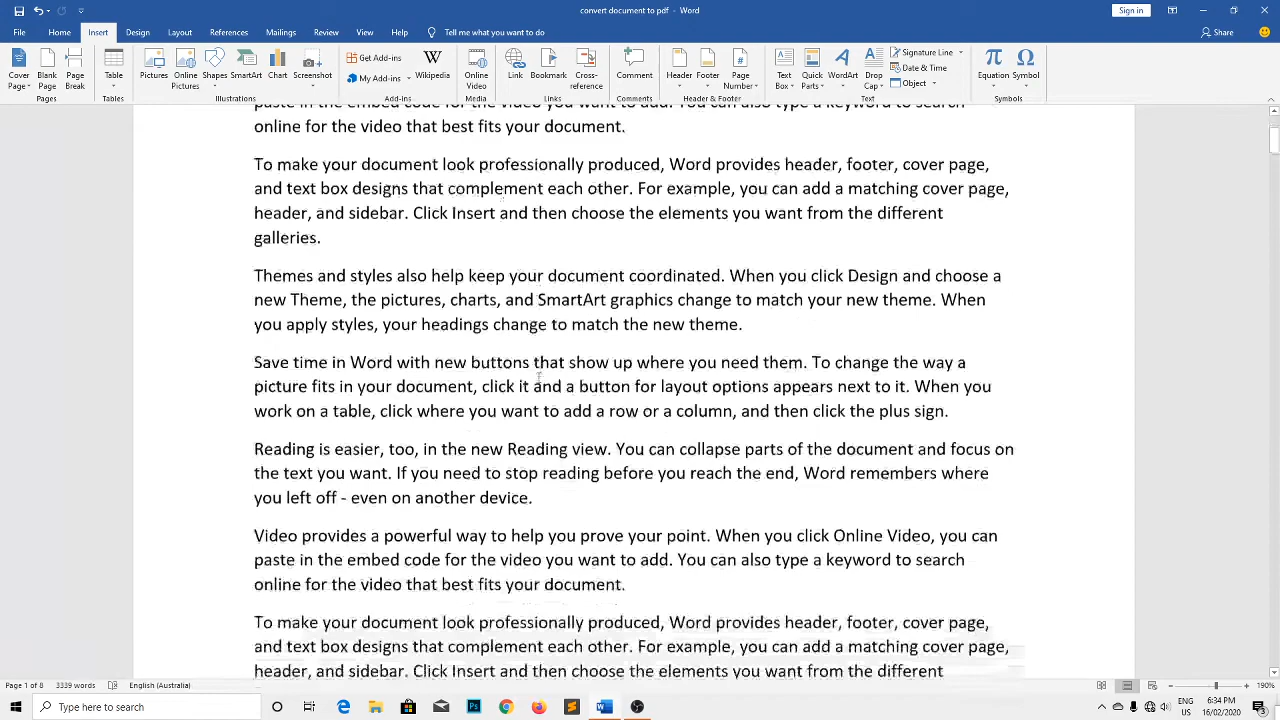 convert document to pdf - Word
Sign in
File Home Insert Design Layout References Mailings Review View Help Tell me what you want to do Share
Cover Page
Blank Page
Page Break
Pages
Table
Tables
Pictures
Online Pictures
Shapes
SmartArt
Chart
Screenshot
Illustrations
Get Add-ins
My Add-ins
Wikipedia
Add-ins
Online Video
Media
Link
Bookmark
Cross-reference
Links
Comment
Comments
Header
Footer
Page Number
Header & Footer
Text Box
Quick Parts
WordArt
Drop Cap
Signature Line
Date & Time
Object
Text
Equation
Symbol
Symbols
paste in the embed code for the video you want to add. You can also type a keyword to search
online for the video that best fits your document.
To make your document look professionally produced, Word provides header, footer, cover page,
and text box designs that complement each other. For example, you can add a matching cover page,
header, and sidebar. Click Insert and then choose the elements you want from the different
galleries.
Themes and styles also help keep your document coordinated. When you click Design and choose a
new Theme, the pictures, charts, and SmartArt graphics change to match your new theme. When
you apply styles, your headings change to match the new theme.
Save time in Word with new buttons that show up where you need them. To change the way a
picture fits in your document, click it and a button for layout options appears next to it. When you
work on a table, click where you want to add a row or a column, and then click the plus sign.
Reading is easier, too, in the new Reading view. You can collapse parts of the document and focus on
the text you want. If you need to stop reading before you reach the end, Word remembers where
you left off - even on another device.
Video provides a powerful way to help you prove your point. When you click Online Video, you can
paste in the embed code for the video you want to add. You can also type a keyword to search
online for the video that best fits your document.
To make your document look professionally produced, Word provides header, footer, cover page,
and text box designs that complement each other. For example, you can add a matching cover page,
header, and sidebar. Click Insert and then choose the elements you want from the different
Page 1 of 8 3339 words English (Australia) 190%
Type here to search
ENG
US
6:34 PM
16/02/2020